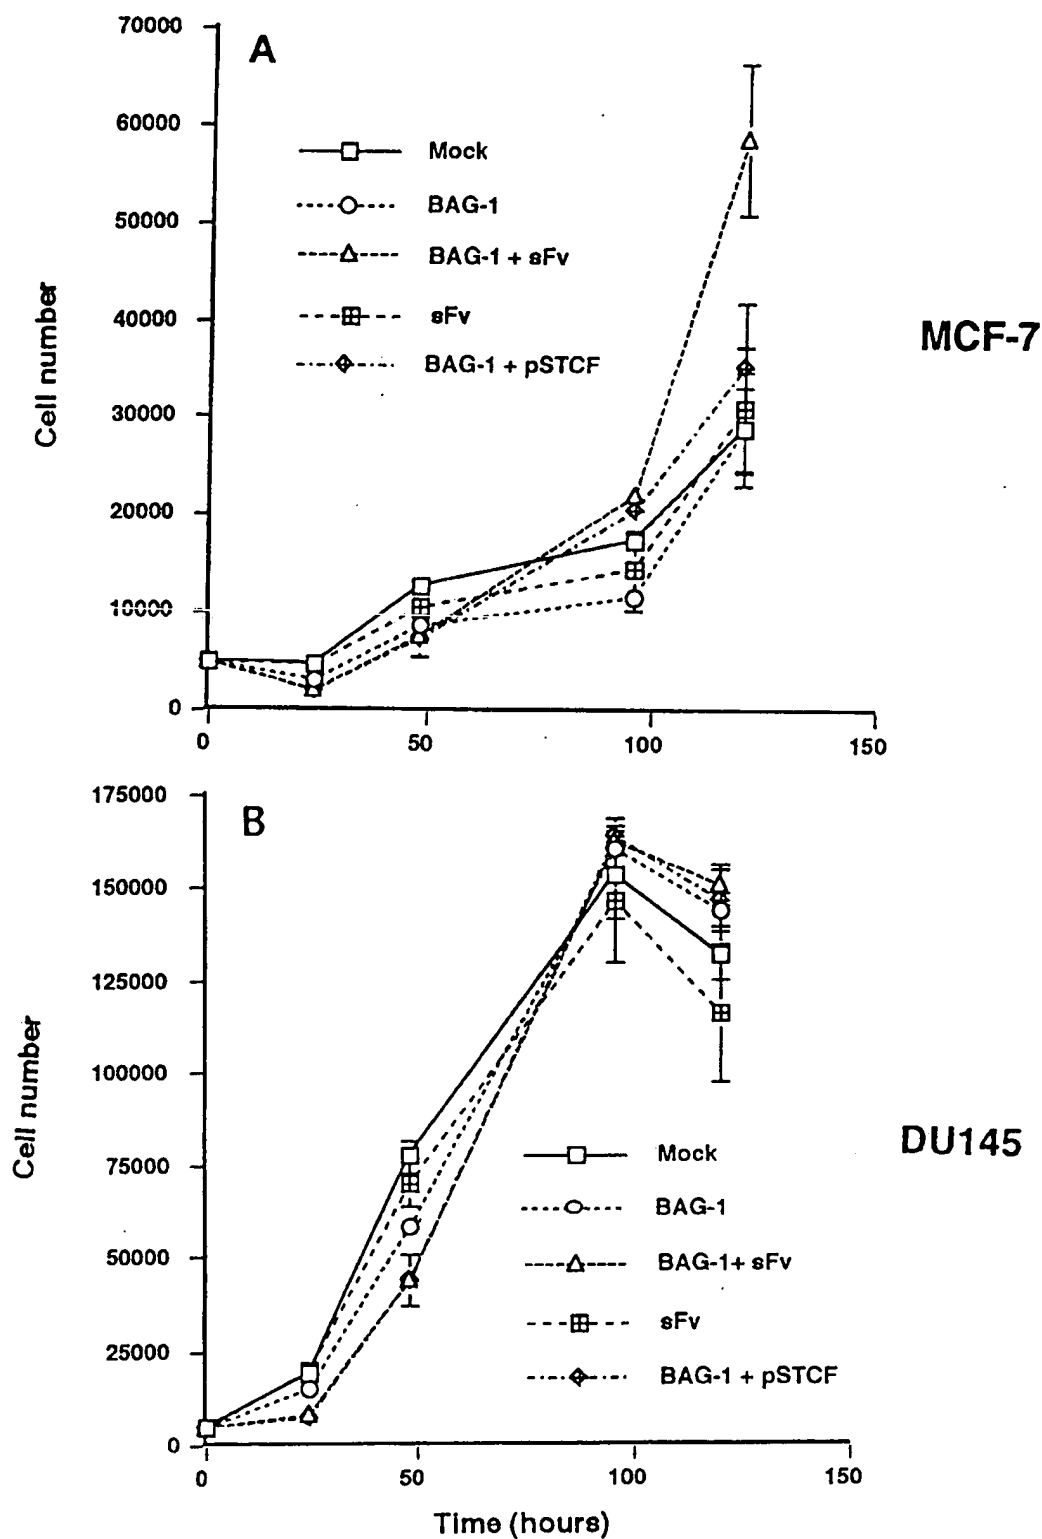 70000
A
60000
Mock
BAG-1
50000
BAG-1 + sFv
sFv
40000
MCF-7
BAG-1 + pSTCF
Cell number
30000
20000
10000
0
0
50
100
150
175000
B
150000
125000
100000
Cell number
DU145
Mock
75000
BAG-1
BAG-1+ sFv
50000
sFv
25000
BAG-1 + pSTCF
0
0
50
100
150
Time (hours)